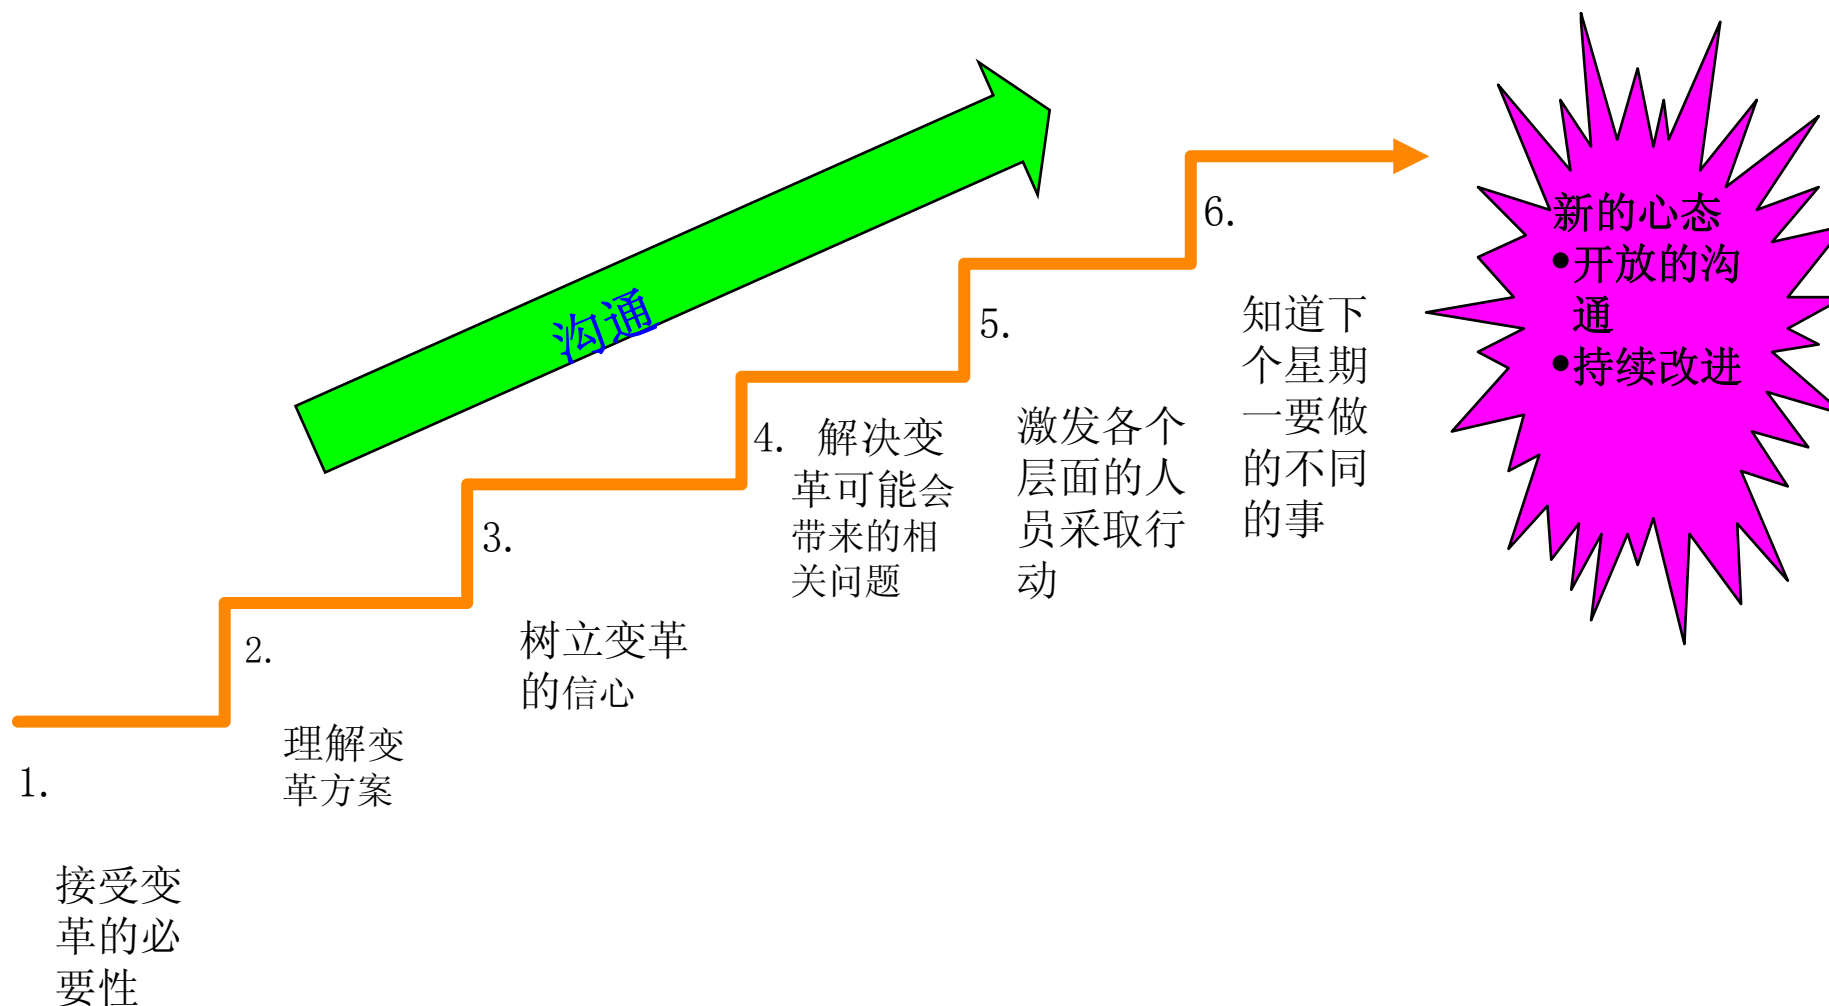 沟通
1.
接受变
革的必
要性
2.
理解变
革方案
3.
树立变革
的信心
4. 解决变
革可能会
带来的相
关问题
5.
激发各个
层面的人
员采取行
动
6.
知道下
个星期
一要做
的不同
的事
新的心态
•开放的沟
通
•持续改进